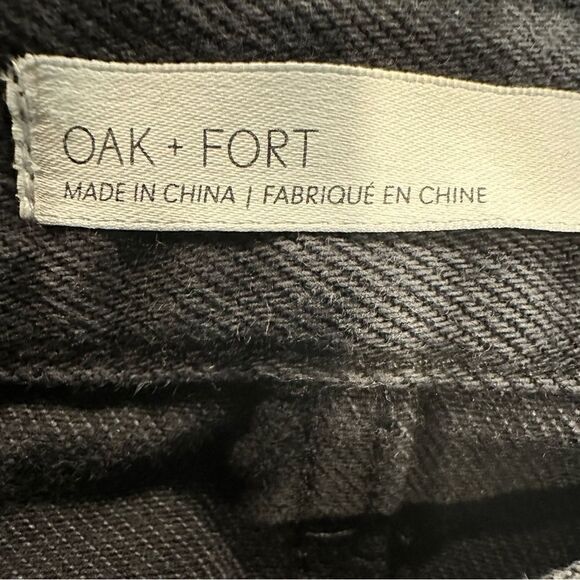 OAK + FORT
MADE IN CHINA | FABRIQUÉ EN CHINE